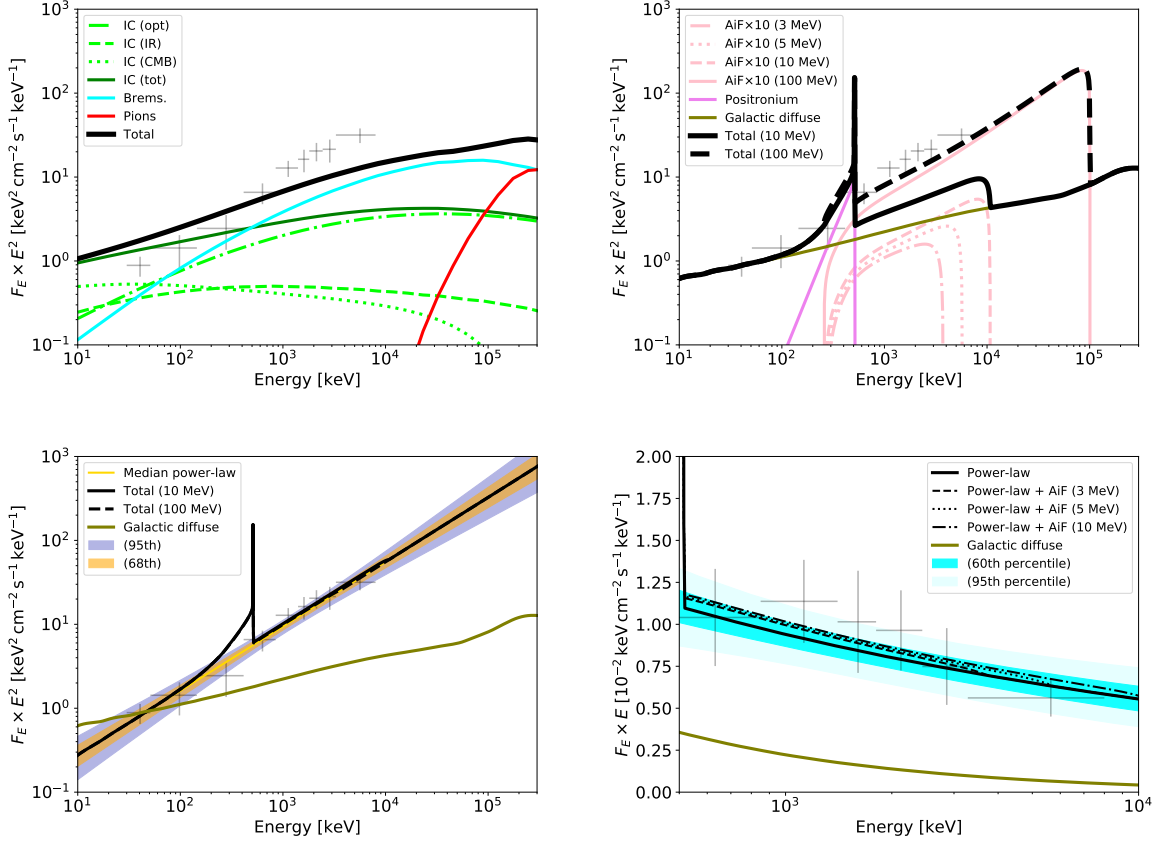 10³
10²
10¹
10⁰
10⁻¹
10¹
10²
10³
10⁴
10⁵
F_E × E² [keV² cm⁻² s⁻¹ keV⁻¹]
Energy [keV]
IC (opt)
IC (IR)
IC (CMB)
IC (tot)
Brems.
Pions
Total
10³
10²
10¹
10⁰
10⁻¹
10¹
10²
10³
10⁴
10⁵
F_E × E² [keV² cm⁻² s⁻¹ keV⁻¹]
Energy [keV]
AiF×10 (3 MeV)
AiF×10 (5 MeV)
AiF×10 (10 MeV)
AiF×10 (100 MeV)
Positronium
Galactic diffuse
Total (10 MeV)
Total (100 MeV)
10³
10²
10¹
10⁰
10⁻¹
10¹
10²
10³
10⁴
10⁵
F_E × E² [keV² cm⁻² s⁻¹ keV⁻¹]
Energy [keV]
Median power-law
Total (10 MeV)
Total (100 MeV)
Galactic diffuse
(95th)
(68th)
2.00
1.75
1.50
1.25
1.00
0.75
0.50
0.25
0.00
10³
10⁴
F_E × E [10⁻² keV cm⁻² s⁻¹ keV⁻¹]
Energy [keV]
Power-law
Power-law + AiF (3 MeV)
Power-law + AiF (5 MeV)
Power-law + AiF (10 MeV)
Galactic diffuse
(60th percentile)
(95th percentile)